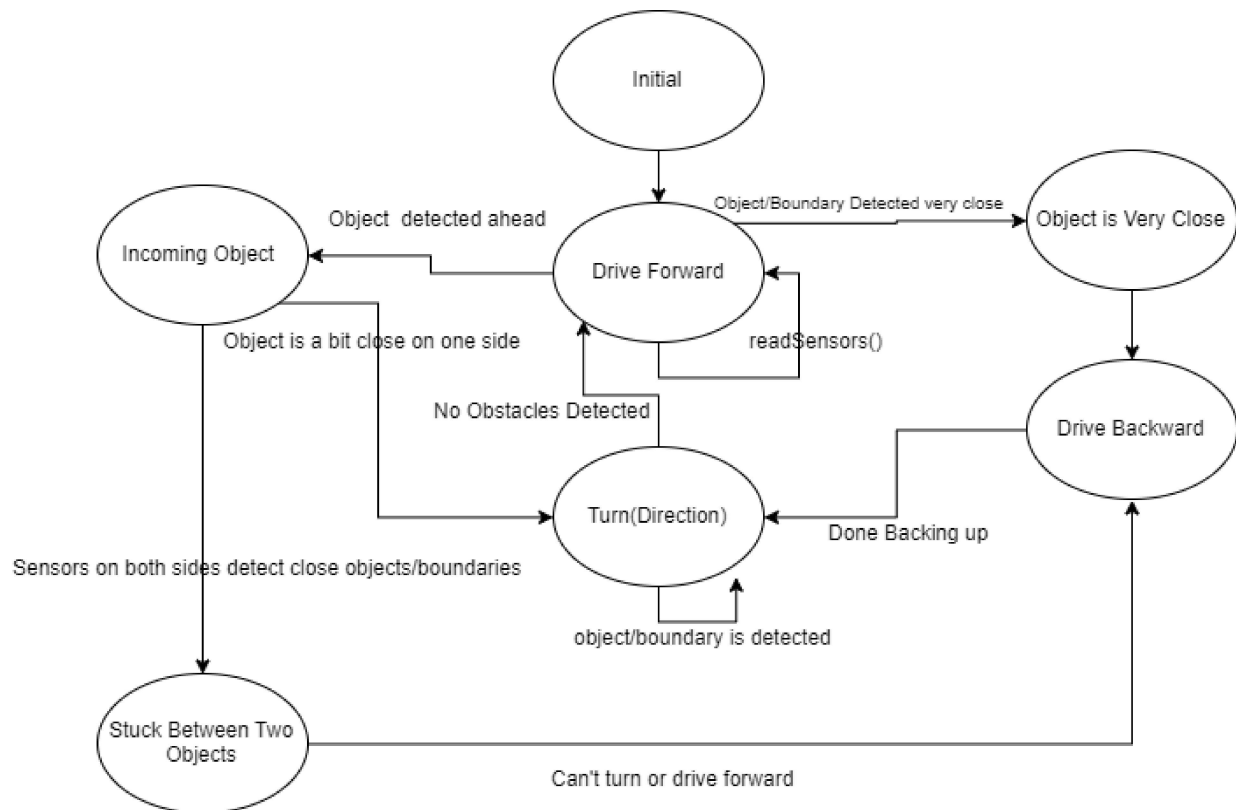 Initial
Object/Boundary Detected very close
Object is Very Close
Object detected ahead
Incoming Object
Drive Forward
Object is a bit close on one side
readSensors()
No Obstacles Detected
Drive Backward
Turn(Direction)
Done Backing up
Sensors on both sides detect close objects/boundaries
object/boundary is detected
Stuck Between Two
Objects
Can't turn or drive forward